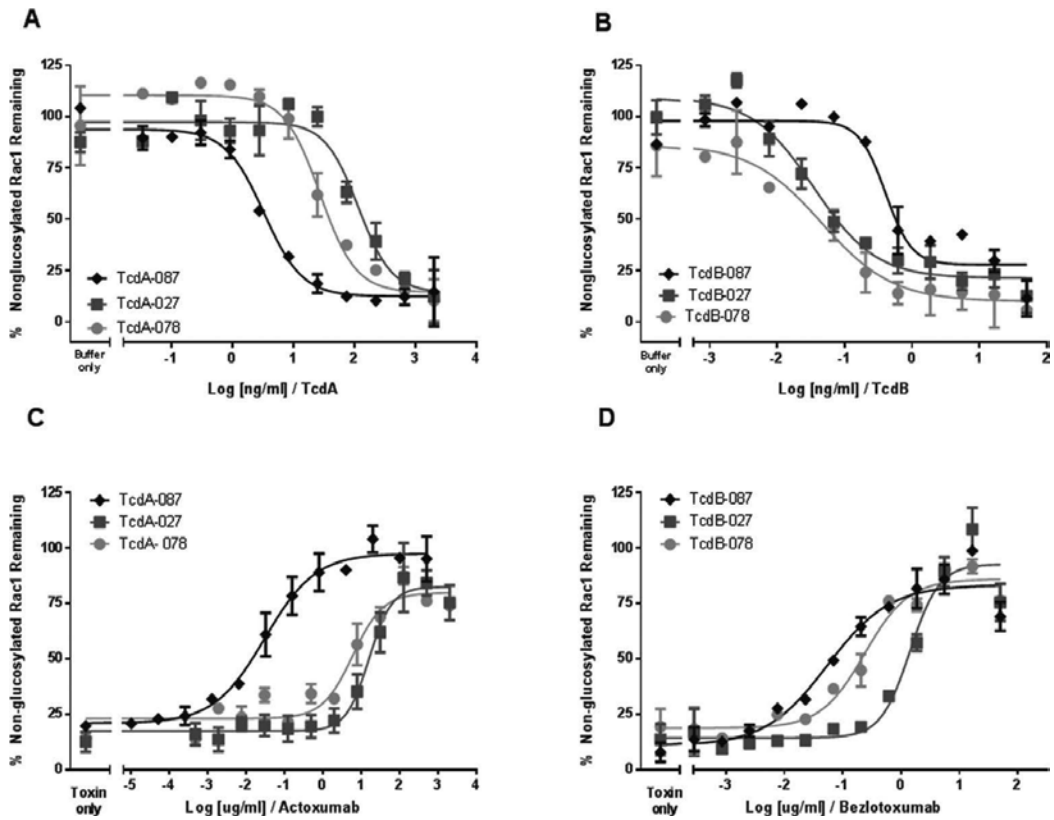 A
% Nonglucosylated Rac1 Remaining
125
100
75
50
25
0
TcdA-087
TcdA-027
TcdA-078
Buffer only
-1
0
1
2
3
4
Log [ng/ml] / TcdA
B
% Nonglucosylated Rac1 Remaining
125
100
75
50
25
0
TcdB-087
TcdB-027
TcdB-078
Buffer only
-3
-2
-1
0
1
2
Log [ng/ml] / TcdB
C
% Non-glucosylated Rac1 Remaining
125
100
75
50
25
0
TcdA-087
TcdA-027
TcdA- 078
Toxin only
-5
-4
-3
-2
-1
0
1
2
3
4
Log [ug/ml] / Actoxumab
D
% Non-glucosylated Rac1 Remaining
125
100
75
50
25
0
TcdB-087
TcdB-027
TcdB-078
Toxin only
-3
-2
-1
0
1
2
Log [ug/ml] / Bezlotoxumab